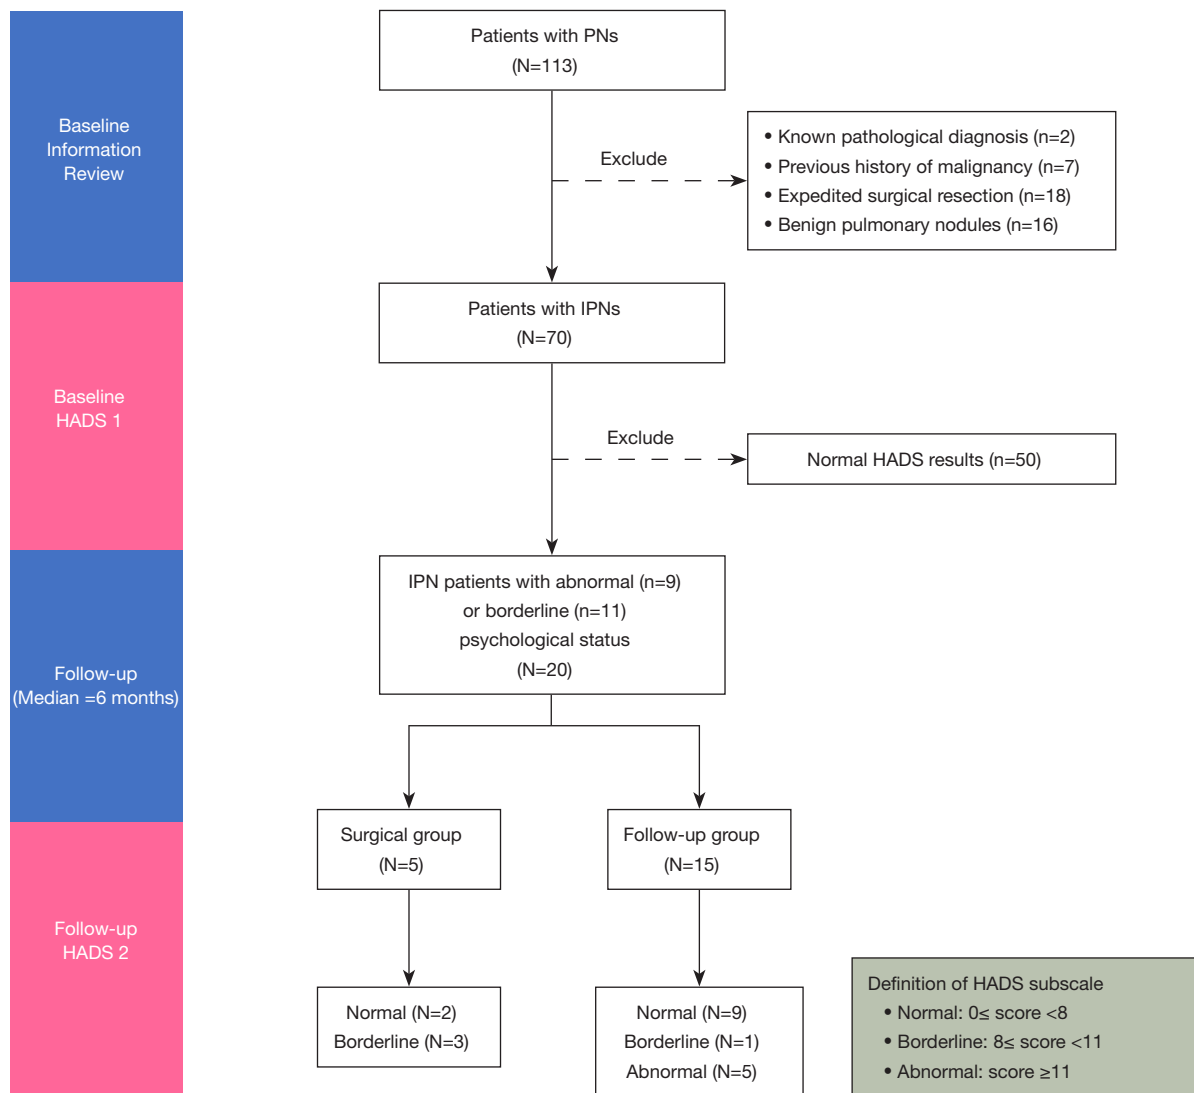 Baseline
Information
Review
Patients with PNs
(N=113)
Exclude
• Known pathological diagnosis (n=2)
• Previous history of malignancy (n=7)
• Expedited surgical resection (n=18)
• Benign pulmonary nodules (n=16)
Baseline
HADS 1
Patients with IPNs
(N=70)
Exclude
Normal HADS results (n=50)
Follow-up
(Median =6 months)
IPN patients with abnormal (n=9)
or borderline (n=11)
psychological status
(N=20)
Surgical group
(N=5)
Follow-up group
(N=15)
Follow-up
HADS 2
Normal (N=2)
Borderline (N=3)
Normal (N=9)
Borderline (N=1)
Abnormal (N=5)
Definition of HADS subscale
• Normal: 0≤ score <8
• Borderline: 8≤ score <11
• Abnormal: score ≥11